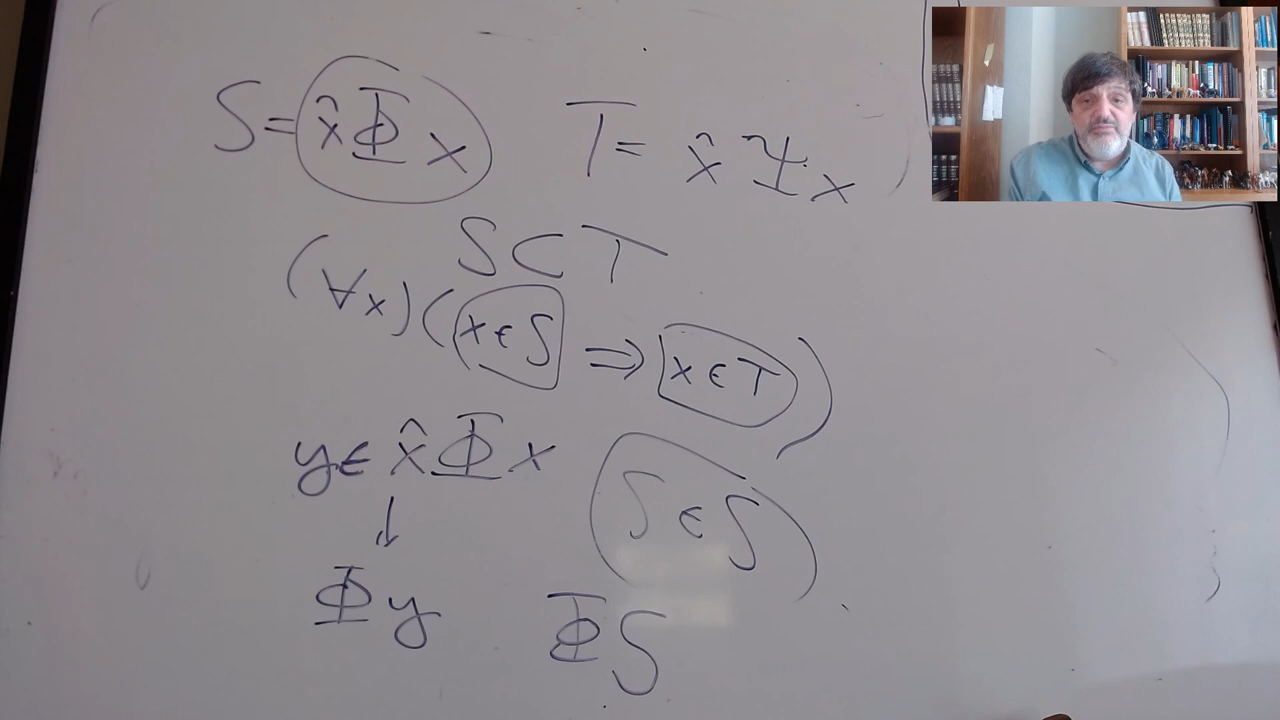 S = x̂Φx T = x̂Ψx
S ⊂ T
(∀x)(x ∈ S ⇒ x ∈ T)
y ∈ x̂Φx
↓
S ∈ S
Φy
ΦS